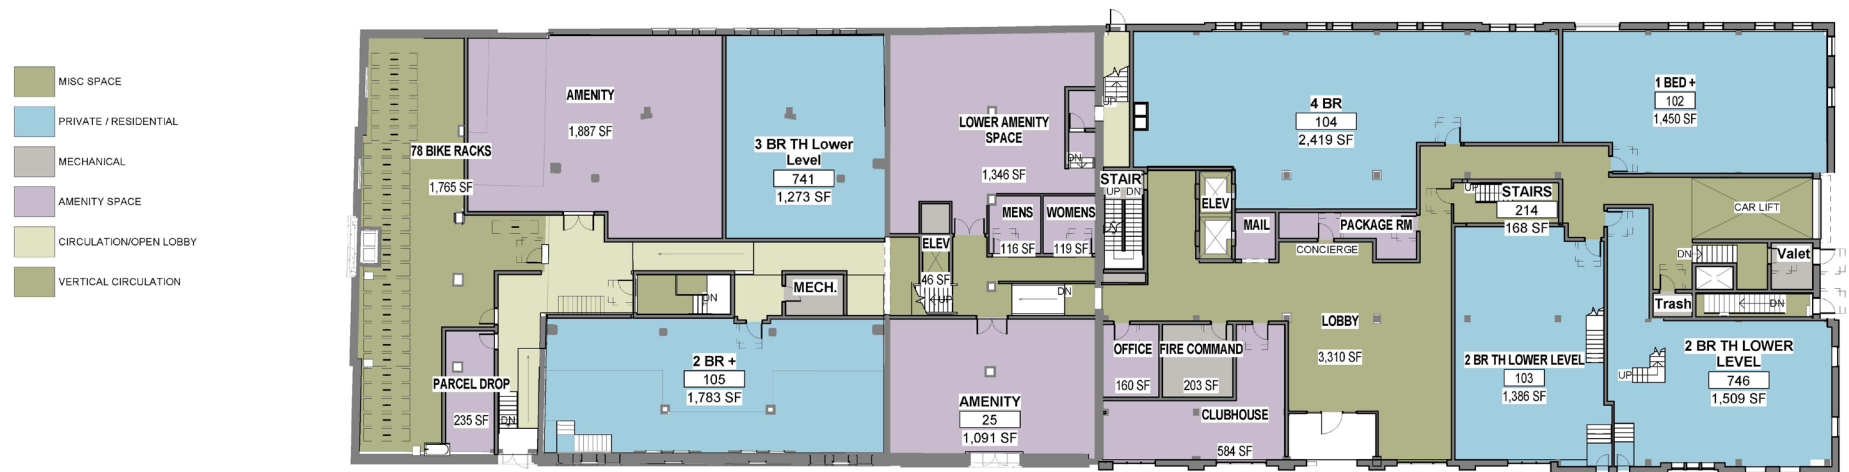 MISC SPACE
PRIVATE / RESIDENTIAL
MECHANICAL
AMENITY SPACE
CIRCULATION/OPEN LOBBY
VERTICAL CIRCULATION
78 BIKE RACKS
1,765 SF
AMENITY
1,887 SF
3 BR TH Lower
Level
741
1,273 SF
LOWER AMENITY
SPACE
1,346 SF
DN
MENS
116 SF
WOMENS
119 SF
ELEV
46 SF
UP
DN
MECH.
DN
PARCEL DROP
235 SF
DN
2 BR +
105
1,783 SF
AMENITY
25
1,091 SF
UP
STAIR
UP DN
4 BR
104
2,419 SF
1 BED +
102
1,450 SF
ELEV
MAIL
PACKAGE RM
CONCIERGE
UP
STAIRS
214
168 SF
CAR LIFT
DN
Valet
Trash
DN
LOBBY
3,310 SF
OFFICE
160 SF
FIRE COMMAND
203 SF
CLUBHOUSE
584 SF
2 BR TH LOWER LEVEL
103
1,386 SF
UP
2 BR TH LOWER
LEVEL
746
1,509 SF